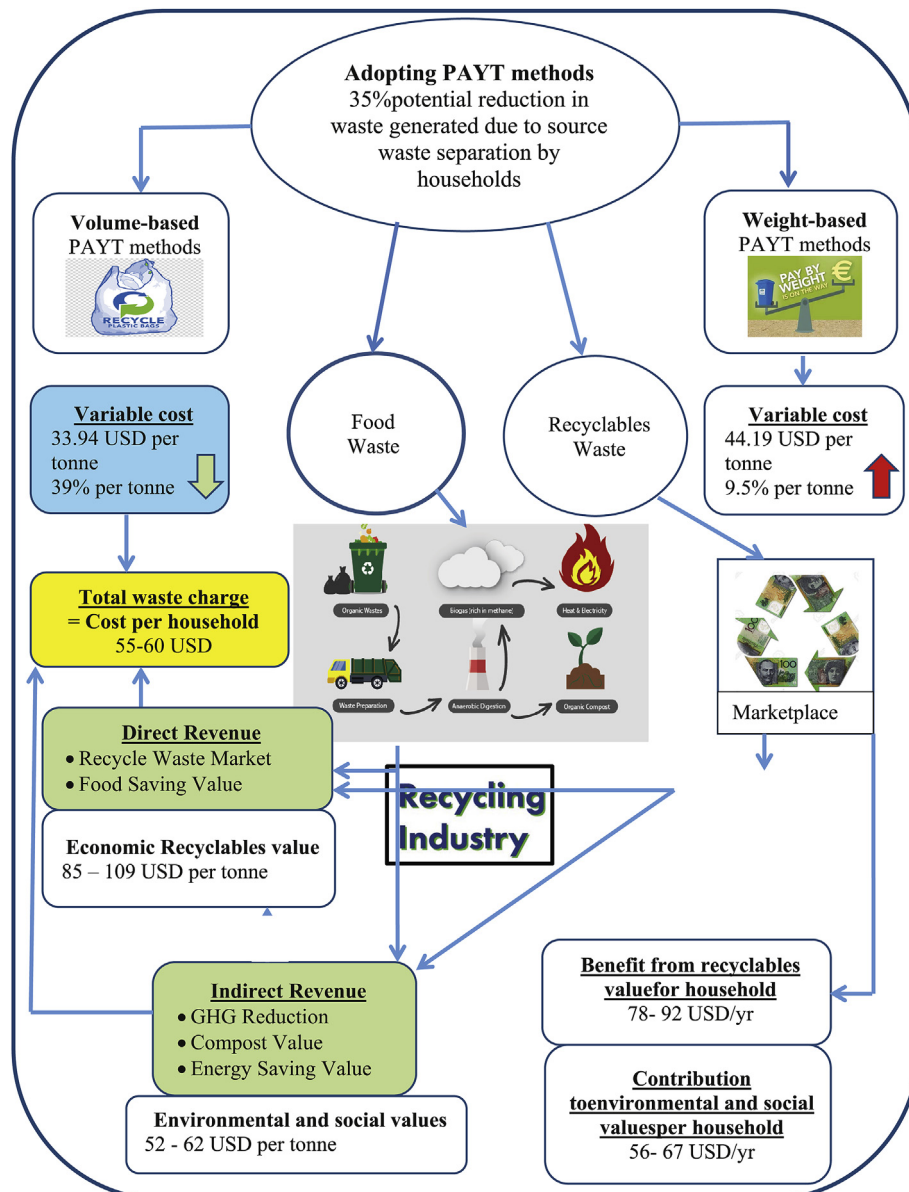 Adopting PAYT methods
35%potential reduction in
waste generated due to source
waste separation by
households
Volume-based
PAYT methods
RECYCLE
PLASTIC BAGS
Weight-based
PAYT methods
PAY BY
WEIGHT
IS ON THE WAY
€
Variable cost
33.94 USD per
tonne
39% per tonne
Food
Waste
Recyclables
Waste
Variable cost
44.19 USD per
tonne
9.5% per tonne
Organic Wastes
Biogas (rich in methane)
Heat & Electricity
Waste Preparation
Anaerobic Digestion
Organic Compost
Total waste charge
= Cost per household
55-60 USD
100
100
Marketplace
Direct Revenue
• Recycle Waste Market
• Food Saving Value
Recycling
Industry
Economic Recyclables value
85 – 109 USD per tonne
Indirect Revenue
• GHG Reduction
• Compost Value
• Energy Saving Value
Environmental and social values
52 - 62 USD per tonne
Benefit from recyclables
valuefor household
78- 92 USD/yr
Contribution
toenvironmental and social
valuesper household
56- 67 USD/yr